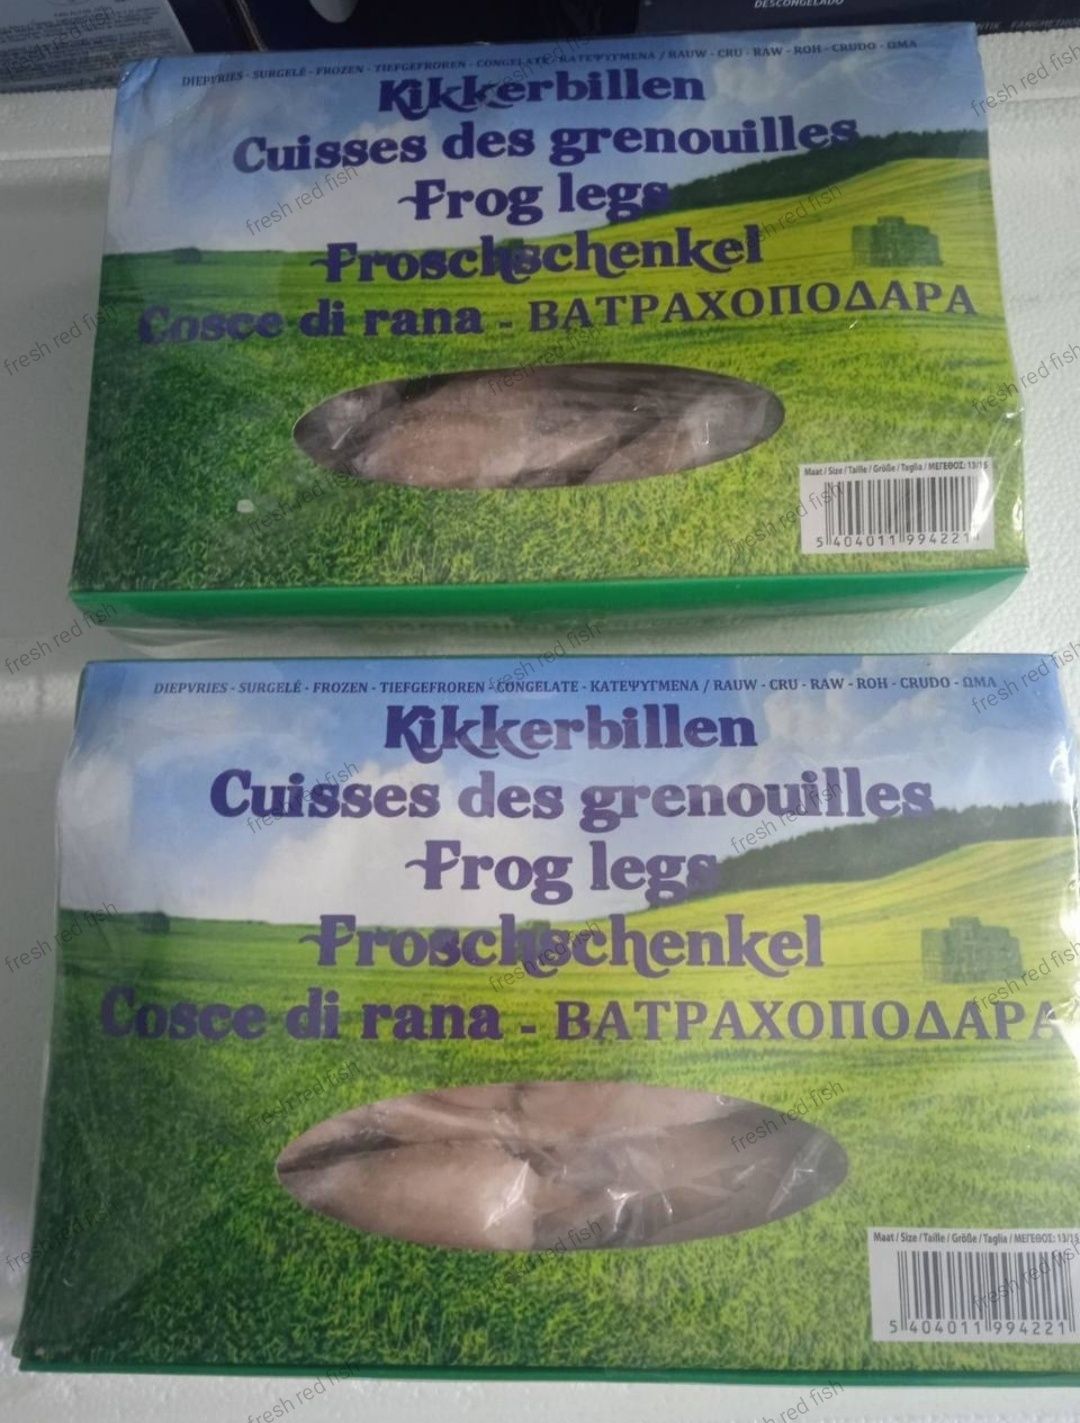 DESCONGELADO
DIEPVRIES - SURGELÉ - FROZEN - TIEFGEFROREN - CONGELATE - ΚΑΤΕΨΥΓΜΕΝΑ / RAUW - CRU - RAW - ROH - CRUDO - ΩΜΑ
Kikkerbillen
Cuisses des grenouilles
Frog legs
Froschschenkel
Cosce di rana - ΒΑΤΡΑΧΟΠΟΔΑΡΑ
Maat / Size / Taille / Größe / Taglia / ΜΕΓΕΘΟΣ: 13/15
5 404011 994221
DIEPVRIES - SURGELÉ - FROZEN - TIEFGEFROREN - CONGELATE - ΚΑΤΕΨΥΓΜΕΝΑ / RAUW - CRU - RAW - ROH - CRUDO - ΩΜΑ
Kikkerbillen
Cuisses des grenouilles
Frog legs
Froschschenkel
Cosce di rana - ΒΑΤΡΑΧΟΠΟΔΑΡΑ
Maat / Size / Taille / Größe / Taglia / ΜΕΓΕΘΟΣ: 13/15
5 404011 994221
fresh red fish